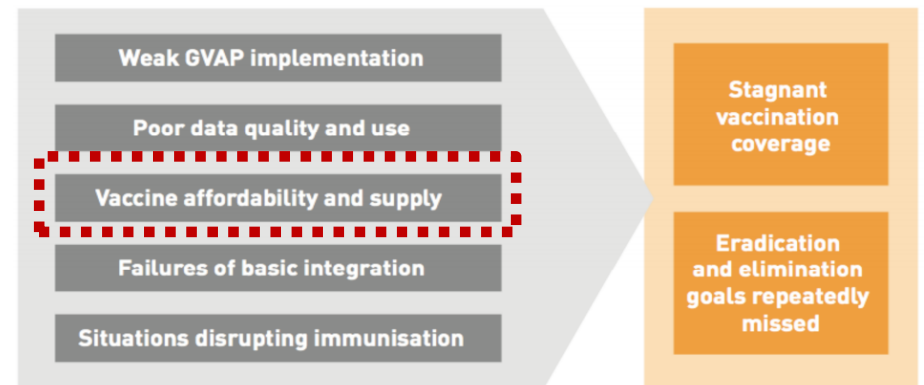 Weak GVAP implementation
Poor data quality and use
Vaccine affordability and supply
Failures of basic integration
Situations disrupting immunisation
Stagnant
vaccination
coverage
Eradication
and elimination
goals repeatedly
missed